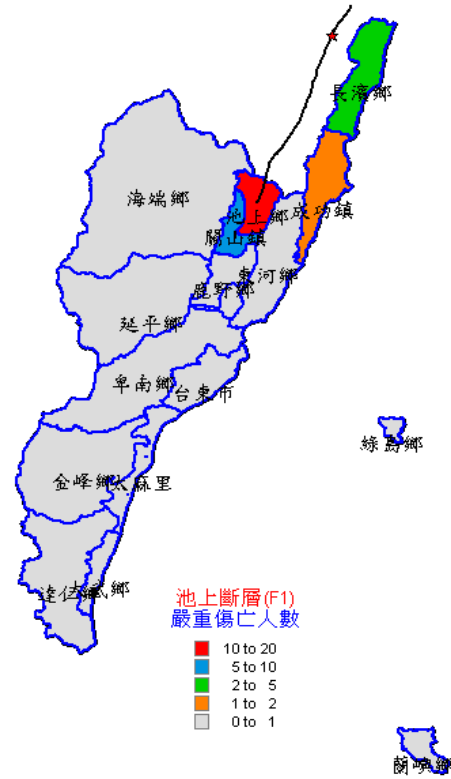 長濱鄉
海端鄉
池上鄉
成功鎮
關山鎮
東河鄉
鹿野鄉
延平鄉
卑南鄉
台東市
綠島鄉
金峰鄉
太麻里
達仁鄉
武鄉
池上斷層(F1)
嚴重傷亡人數
10 to 20
5 to 10
2 to 5
1 to 2
0 to 1
蘭嶼鄉